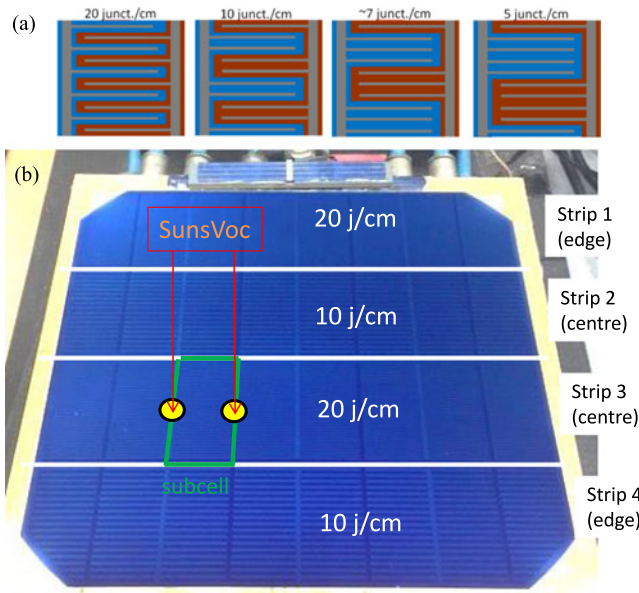 (a)
20 junct./cm
10 junct./cm
~7 junct./cm
5 junct./cm
(b)
20 j/cm
SunsVoc
Strip 1
(edge)
10 j/cm
Strip 2
(centre)
20 j/cm
Strip 3
(centre)
subcell
10 j/cm
Strip 4
(edge)